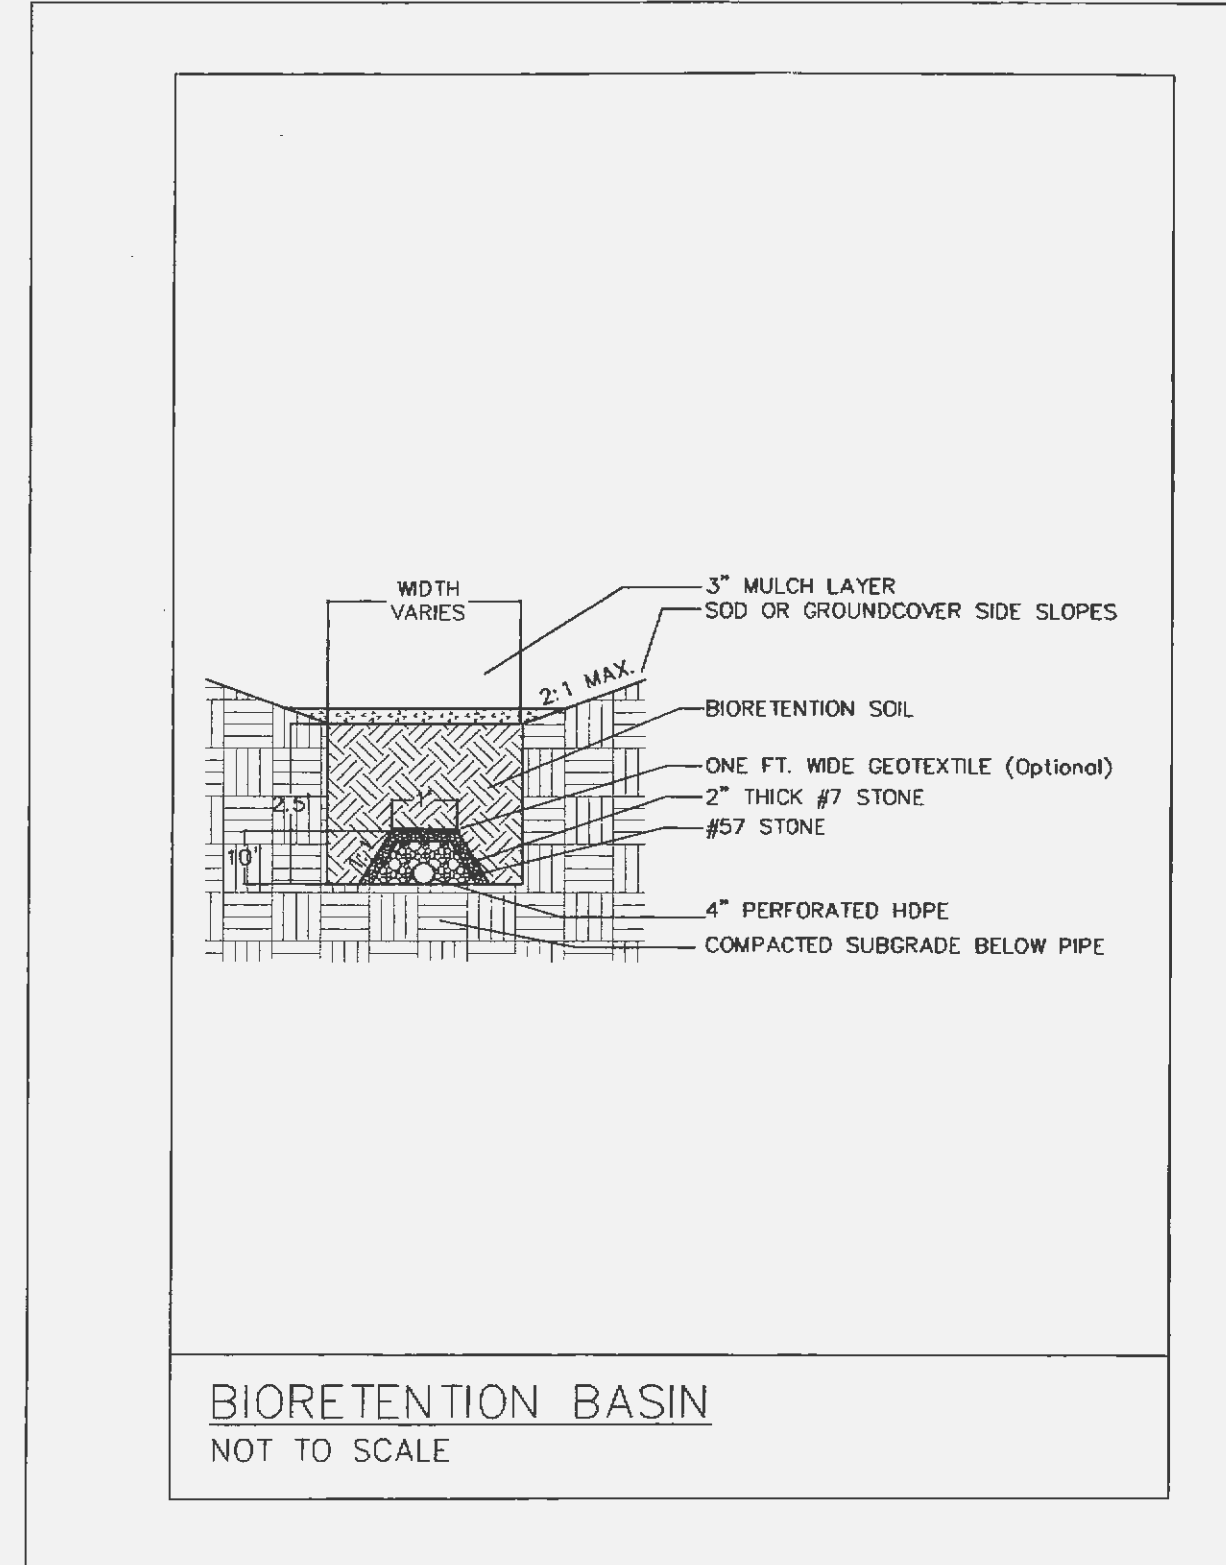 WIDTH
VARIES
3" MULCH LAYER
SOD OR GROUNDCOVER SIDE SLOPES
2:1 MAX.
BIORETENTION SOIL
ONE FT. WIDE GEOTEXTILE (Optional)
1'
2" THICK #7 STONE
2.5'
#57 STONE
10"
1:1
4" PERFORATED HDPE
COMPACTED SUBGRADE BELOW PIPE
BIORETENTION BASIN
NOT TO SCALE